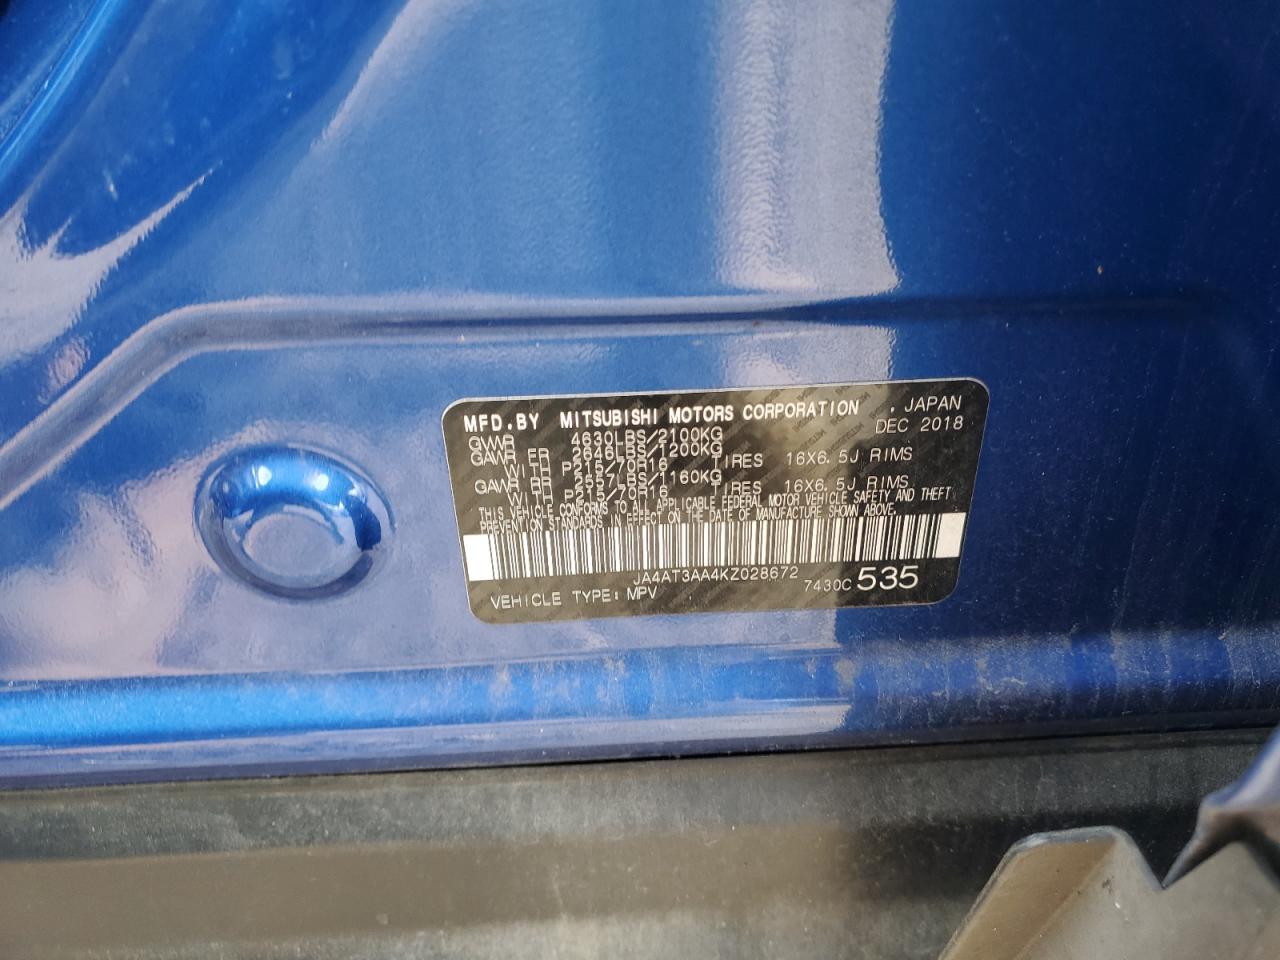 MFD.BY MITSUBISHI MOTORS CORPORATION , JAPAN
GVWR 4630LBS/2100KG DEC 2018
GAWR FR 2646LBS/1200KG
WITH P215/70R16 TIRES 16X6.5J RIMS
GAWR RR 2557LBS/1160KG
WITH P215/70R16 TIRES 16X6.5J RIMS
THIS VEHICLE CONFORMS TO ALL APPLICABLE FEDERAL MOTOR VEHICLE SAFETY AND THEFT
PREVENTION STANDARDS IN EFFECT ON THE DATE OF MANUFACTURE SHOWN ABOVE.
JA4AT3AA4KZ028672
VEHICLE TYPE: MPV 7430C 535